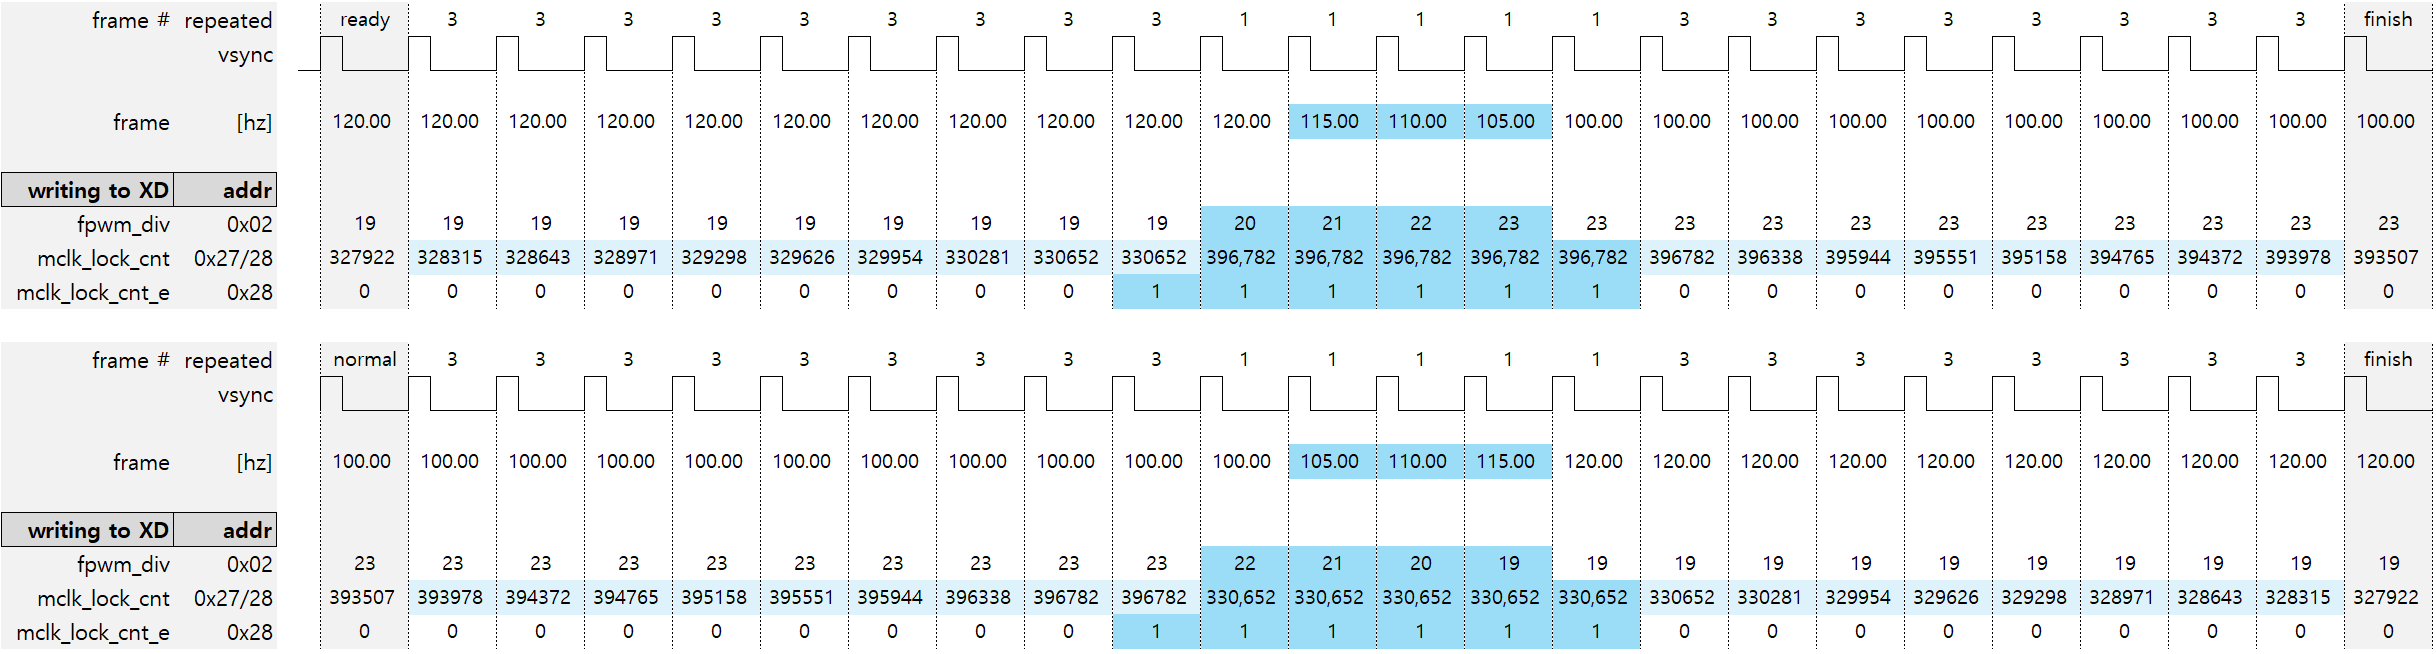 frame # repeated ready 3 3 3 3 3 3 3 3 3 1 1 1 1 1 3 3 3 3 3 3 3 3 finish
vsync
frame [hz] 120.00 120.00 120.00 120.00 120.00 120.00 120.00 120.00 120.00 120.00 120.00 115.00 110.00 105.00 100.00 100.00 100.00 100.00 100.00 100.00 100.00 100.00 100.00 100.00
writing to XD addr
fpwm_div 0x02 19 19 19 19 19 19 19 19 19 19 20 21 22 23 23 23 23 23 23 23 23 23 23 23
mclk_lock_cnt 0x27/28 327922 328315 328643 328971 329298 329626 329954 330281 330652 330652 396,782 396,782 396,782 396,782 396,782 396782 396338 395944 395551 395158 394765 394372 393978 393507
mclk_lock_cnt_e 0x28 0 0 0 0 0 0 0 0 0 1 1 1 1 1 1 0 0 0 0 0 0 0 0 0
frame # repeated normal 3 3 3 3 3 3 3 3 3 1 1 1 1 1 3 3 3 3 3 3 3 3 finish
vsync
frame [hz] 100.00 100.00 100.00 100.00 100.00 100.00 100.00 100.00 100.00 100.00 100.00 105.00 110.00 115.00 120.00 120.00 120.00 120.00 120.00 120.00 120.00 120.00 120.00 120.00
writing to XD addr
fpwm_div 0x02 23 23 23 23 23 23 23 23 23 23 22 21 20 19 19 19 19 19 19 19 19 19 19 19
mclk_lock_cnt 0x27/28 393507 393978 394372 394765 395158 395551 395944 396338 396782 396782 330,652 330,652 330,652 330,652 330,652 330652 330281 329954 329626 329298 328971 328643 328315 327922
mclk_lock_cnt_e 0x28 0 0 0 0 0 0 0 0 0 1 1 1 1 1 1 0 0 0 0 0 0 0 0 0